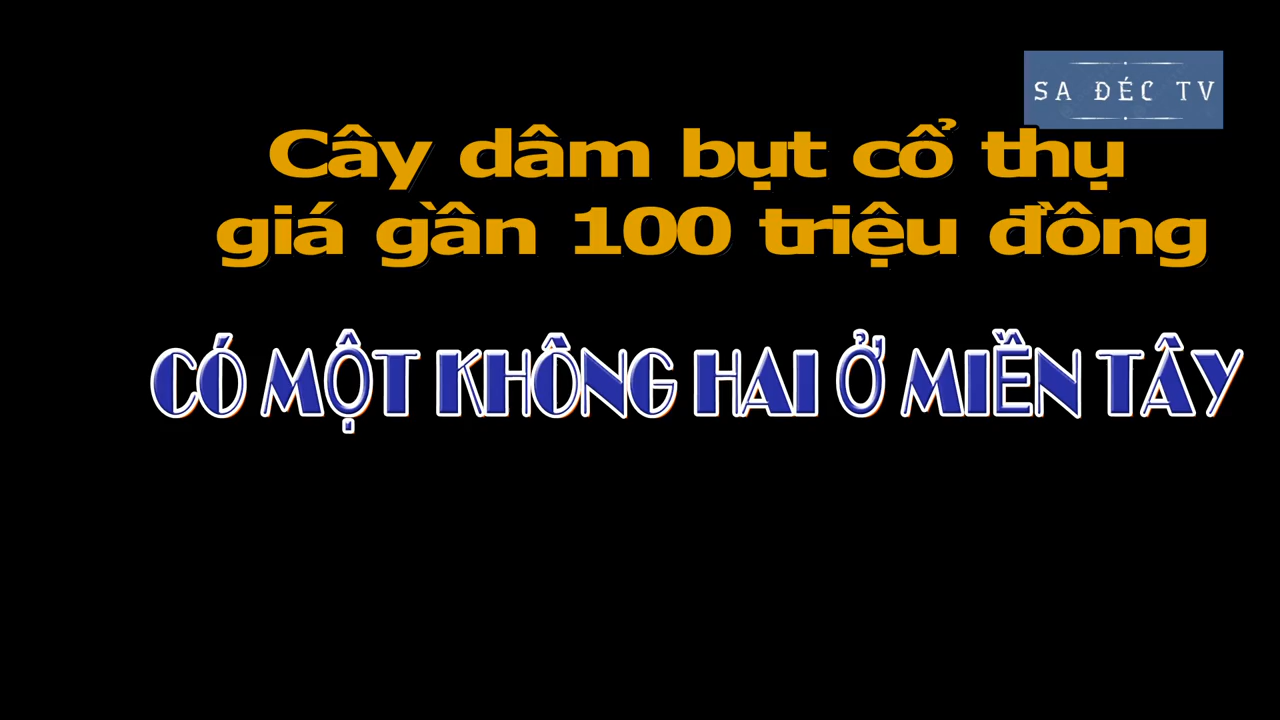 SA ĐÉC TV
Cây dâm bụt cổ thụ
giá gần 100 triệu đồng
CÓ MỘT KHÔNG HAI Ở MIỀN TÂY